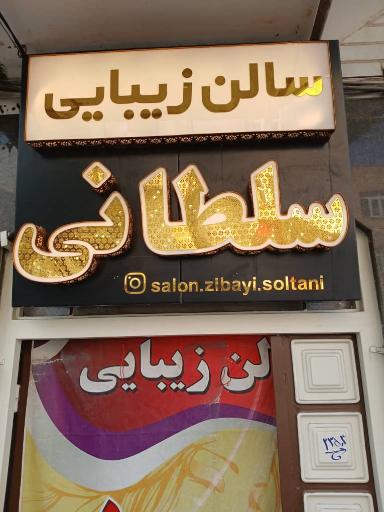 سالن زیبایی
سلطانی
salon.zibayi.soltani
لن زیبایی